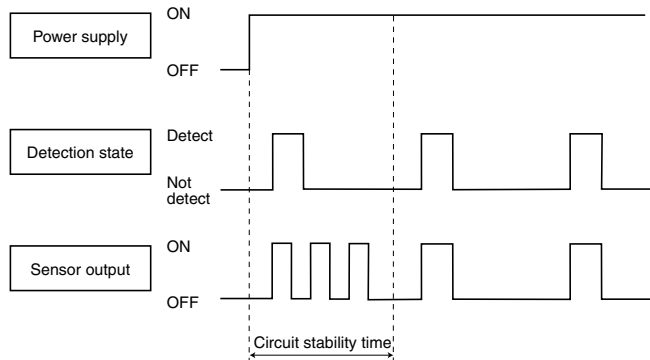 ON
Power supply
OFF
Detect
Detection state
Not
detect
ON
Sensor output
OFF
Circuit stability time